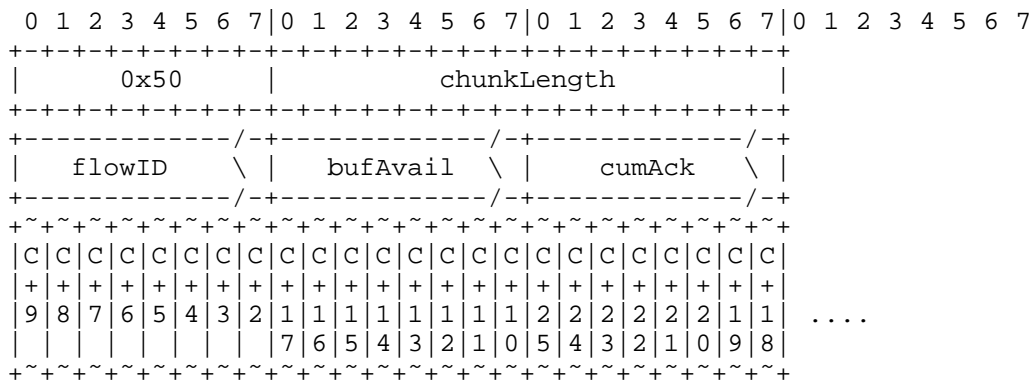 0 1 2 3 4 5 6 7|0 1 2 3 4 5 6 7|0 1 2 3 4 5 6 7|0 1 2 3 4 5 6 7
+-+-+-+-+-+-+-+-+-+-+-+-+-+-+-+-+-+-+-+-+-+-+-+-+
|      0x50     |          chunkLength          |
+-+-+-+-+-+-+-+-+-+-+-+-+-+-+-+-+-+-+-+-+-+-+-+-+
+-------------/-+-------------/-+-------------/-+
|   flowID    \ |   bufAvail  \ |    cumAck   \ |
+-------------/-+-------------/-+-------------/-+
+~+~+~+~+~+~+~+~+~+~+~+~+~+~+~+~+~+~+~+~+~+~+~+~+
|C|C|C|C|C|C|C|C|C|C|C|C|C|C|C|C|C|C|C|C|C|C|C|C|
|+|+|+|+|+|+|+|+|+|+|+|+|+|+|+|+|+|+|+|+|+|+|+|+|
|9|8|7|6|5|4|3|2|1|1|1|1|1|1|1|1|2|2|2|2|2|2|1|1| ....
| | | | | | | | |7|6|5|4|3|2|1|0|5|4|3|2|1|0|9|8|
+~+~+~+~+~+~+~+~+~+~+~+~+~+~+~+~+~+~+~+~+~+~+~+~+